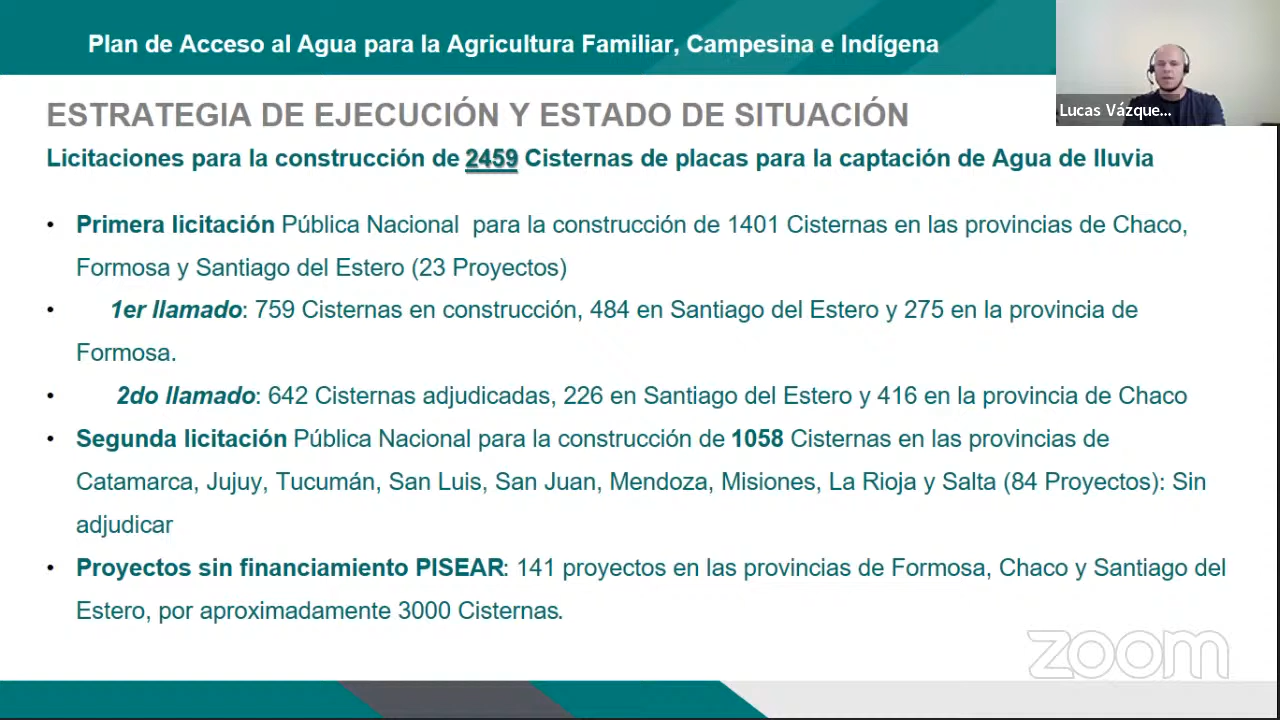 Plan de Acceso al Agua para la Agricultura Familiar, Campesina e Indígena
Lucas Vázque...
ESTRATEGIA DE EJECUCIÓN Y ESTADO DE SITUACIÓN
Licitaciones para la construcción de 2459 Cisternas de placas para la captación de Agua de lluvia
• Primera licitación Pública Nacional para la construcción de 1401 Cisternas en las provincias de Chaco,
Formosa y Santiago del Estero (23 Proyectos)
• 1er llamado: 759 Cisternas en construcción, 484 en Santiago del Estero y 275 en la provincia de
Formosa.
• 2do llamado: 642 Cisternas adjudicadas, 226 en Santiago del Estero y 416 en la provincia de Chaco
• Segunda licitación Pública Nacional para la construcción de 1058 Cisternas en las provincias de
Catamarca, Jujuy, Tucumán, San Luis, San Juan, Mendoza, Misiones, La Rioja y Salta (84 Proyectos): Sin
adjudicar
• Proyectos sin financiamiento PISEAR: 141 proyectos en las provincias de Formosa, Chaco y Santiago del
Estero, por aproximadamente 3000 Cisternas.
zoom